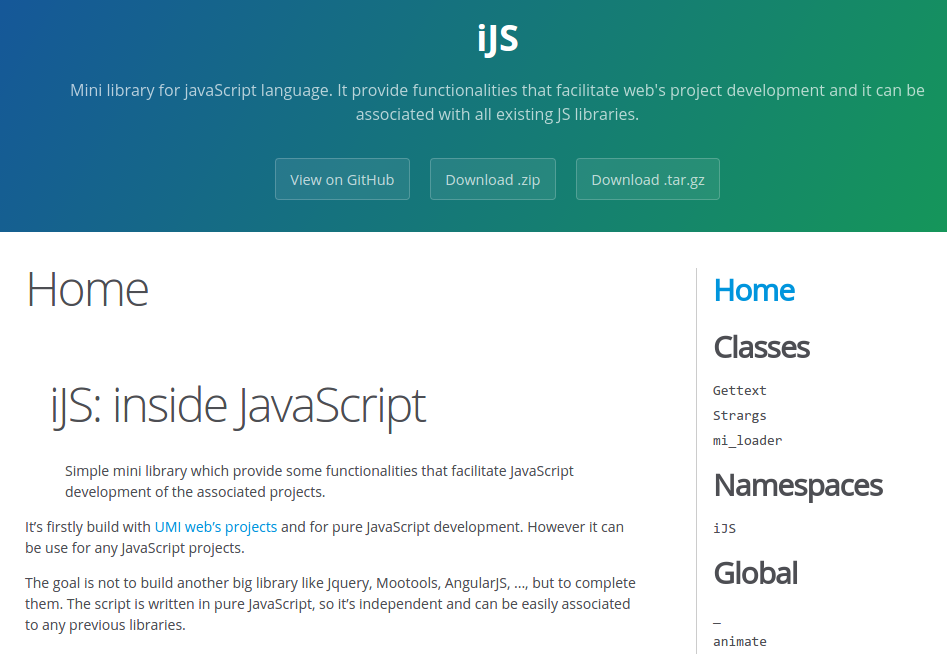 iJS
Mini library for javaScript language. It provide functionalities that facilitate web's project development and it can be
associated with all existing JS libraries.
View on GitHub
Download .zip
Download .tar.gz
Home
iJS: inside JavaScript
Simple mini library which provide some functionalities that facilitate JavaScript
development of the associated projects.
It’s firstly build with UMI web’s projects and for pure JavaScript development. However it can
be use for any JavaScript projects.
The goal is not to build another big library like Jquery, Mootools, AngularJS, ..., but to complete
them. The script is written in pure JavaScript, so it’s independent and can be easily associated
to any previous libraries.
Home
Classes
Gettext
Strargs
mi_loader
Namespaces
iJS
Global
_
animate